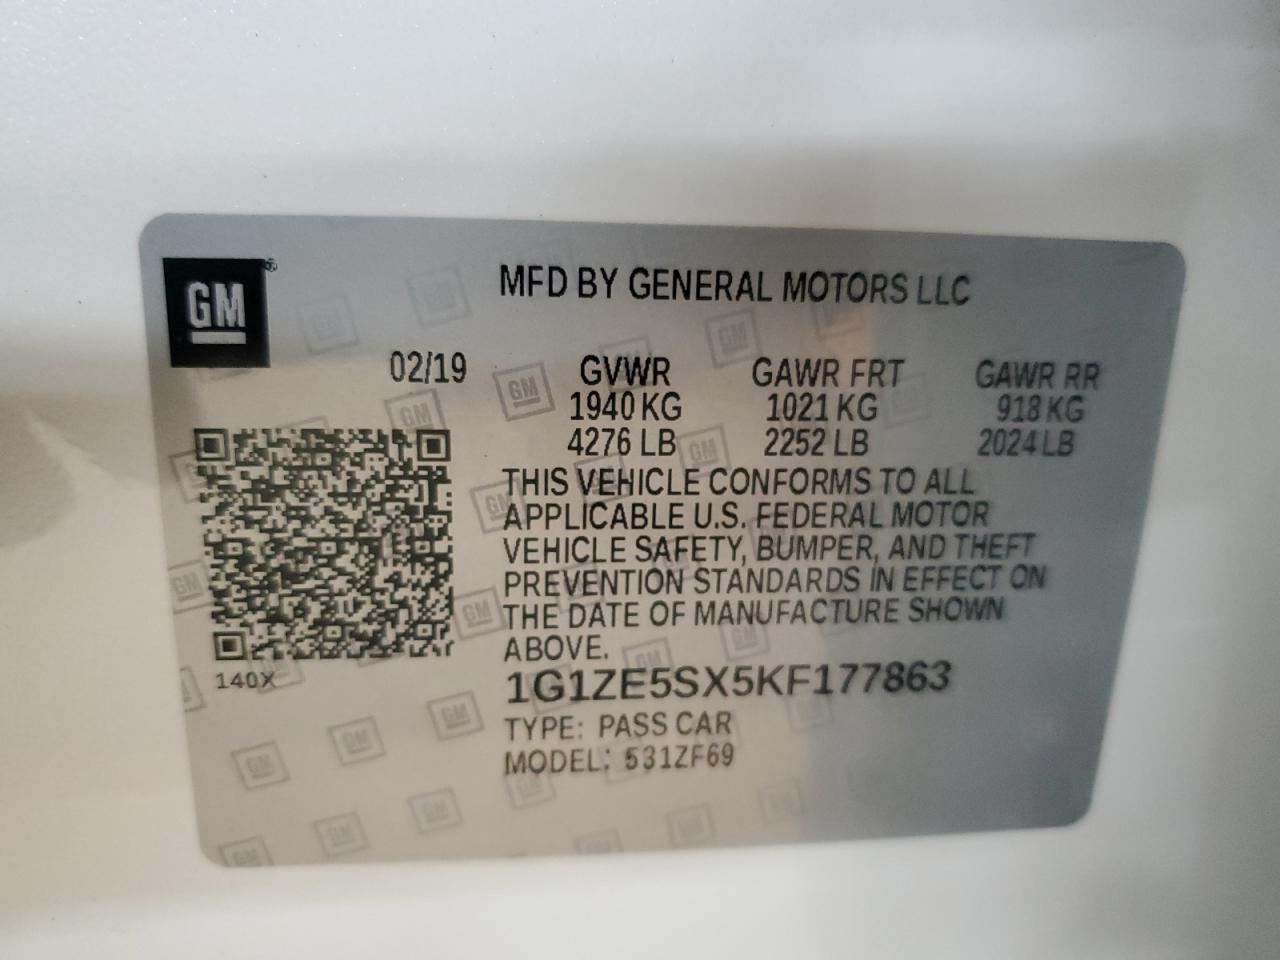 GM
MFD BY GENERAL MOTORS LLC
02/19 GVWR GAWR FRT GAWR RR
1940 KG 1021 KG 918 KG
4276 LB 2252 LB 2024 LB
THIS VEHICLE CONFORMS TO ALL
APPLICABLE U.S. FEDERAL MOTOR
VEHICLE SAFETY, BUMPER, AND THEFT
PREVENTION STANDARDS IN EFFECT ON
THE DATE OF MANUFACTURE SHOWN
ABOVE.
140X
1G1ZE5SX5KF177863
TYPE: PASS CAR
MODEL: 531ZF69